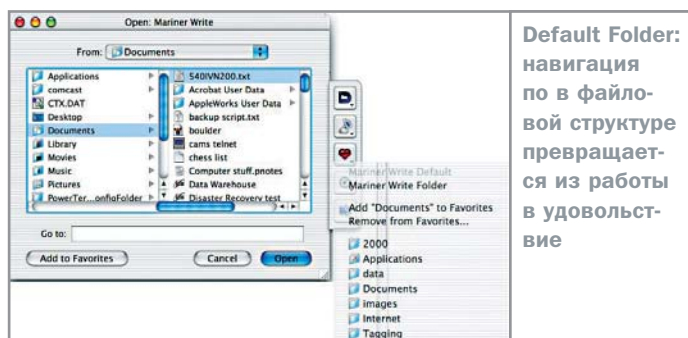 Open: Mariner Write
From: Documents
Applications
comcast
CTX.DAT
Desktop
Documents
Library
Movies
Music
Pictures
PowerTer...onfigFolder
540IVN200.txt
Acrobat User Data
AppleWorks User Data
backup script.txt
boulder
cams telnet
chess list
Computer stuff.pnotes
Data Warehouse
Disaster Recovery test
Go to:
Add to Favorites
Cancel
Open
Mariner Write Default
Mariner Write Folder
Add "Documents" to Favorites
Remove from Favorites...
2000
Applications
data
Documents
images
Internet
Tagging
Default Folder:
навигация
по в файло-
вой структуре
превращает-
ся из работы
в удовольст-
вие